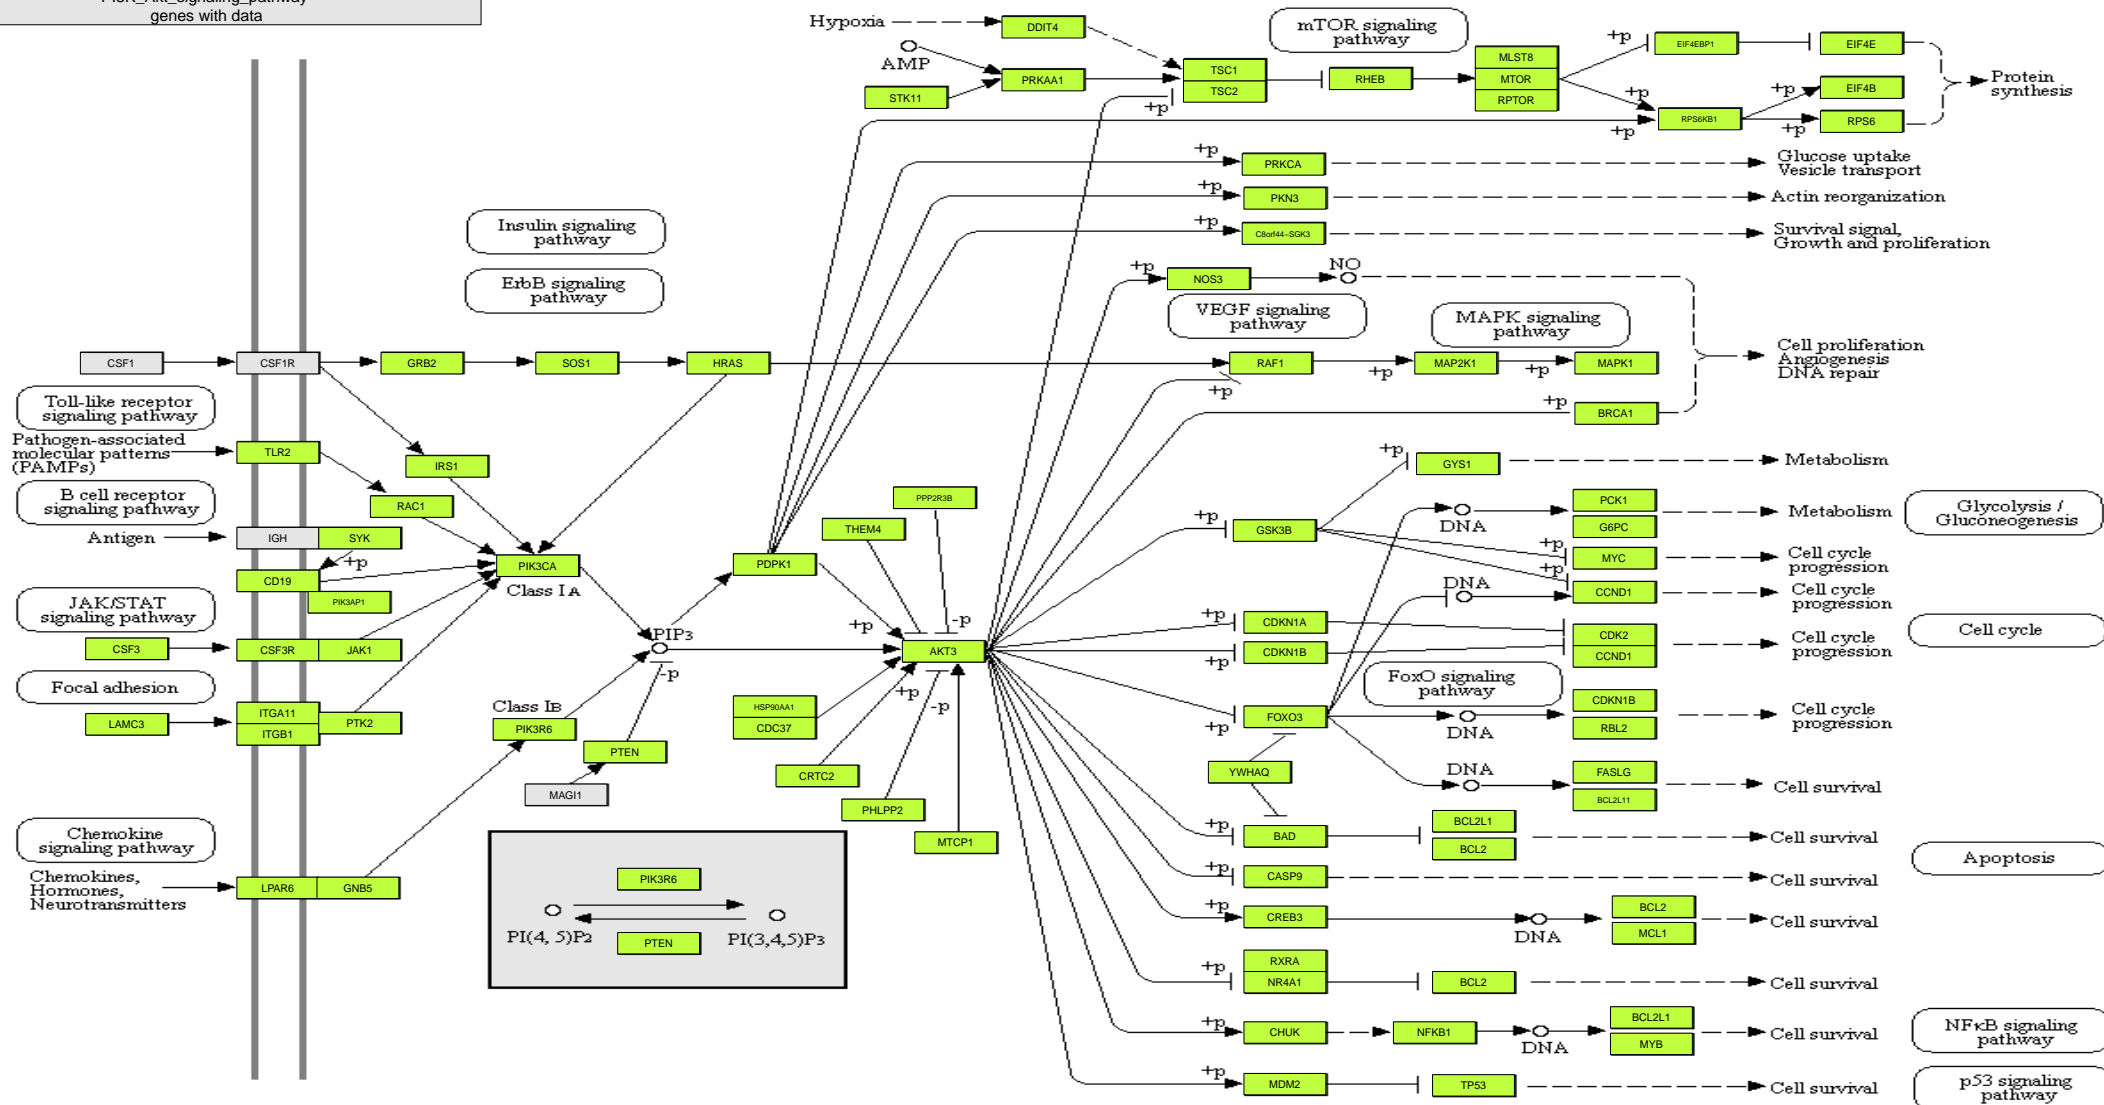 PI3K_Akt_signaling_pathway
genes with data
Hypoxia
DDIT4
mTOR signaling
pathway
AMP
PRKAA1
STK11
TSC1
TSC2
+p
RHEB
MLST8
MTOR
RPTOR
+p
EIF4EBP1
EIF4E
+p
RPS6KB1
+p
+p
EIF4B
+p
RPS6
Protein
synthesis
+p
PRKCA
Glucose uptake
Vesicle transport
+p
PKN3
Actin reorganization
+p
C8orf44-SGK3
Survival signal,
Growth and proliferation
Insulin signaling
pathway
ErbB signaling
pathway
+p
NOS3
NO
VEGF signaling
pathway
MAPK signaling
pathway
CSF1
CSF1R
GRB2
SOS1
HRAS
RAF1
+p
+p
MAP2K1
+p
MAPK1
Cell proliferation
Angiogenesis
DNA repair
+p
BRCA1
Toll-like receptor
signaling pathway
Pathogen-associated
molecular patterns
(PAMPs)
TLR2
IRS1
RAC1
B cell receptor
signaling pathway
Antigen
IGH
SYK
+p
CD19
PIK3AP1
PIK3CA
Class IA
JAK/STAT
signaling pathway
CSF3
CSF3R
JAK1
Focal adhesion
LAMC3
ITGA11
ITGB1
PTK2
Chemokine
signaling pathway
Chemokines,
Hormones,
Neurotransmitters
LPAR6
GNB5
Class IB
PIK3R6
PTEN
MAGI1
PIP3
-p
PDPK1
THEM4
PPP2R3B
+p
-p
AKT3
+p
-p
HSP90AA1
CDC37
CRTC2
PHLPP2
MTCP1
PIK3R6
PI(4, 5)P2
PI(3,4,5)P3
PTEN
+p
GYS1
Metabolism
+p
GSK3B
DNA
PCK1
G6PC
Metabolism
Glycolysis /
Gluconeogenesis
+p
MYC
Cell cycle
progression
+p
DNA
CCND1
Cell cycle
progression
+p
CDKN1A
+p
CDKN1B
CDK2
CCND1
Cell cycle
progression
Cell cycle
FoxO signaling
pathway
+p
FOXO3
DNA
CDKN1B
RBL2
Cell cycle
progression
YWHAQ
DNA
FASLG
BCL2L11
Cell survival
+p
BAD
BCL2L1
BCL2
Cell survival
Apoptosis
+p
CASP9
Cell survival
+p
CREB3
DNA
BCL2
MCL1
Cell survival
+p
RXRA
NR4A1
BCL2
Cell survival
+p
CHUK
NFKB1
DNA
BCL2L1
MYB
Cell survival
NFκB signaling
pathway
+p
MDM2
TP53
Cell survival
p53 signaling
pathway